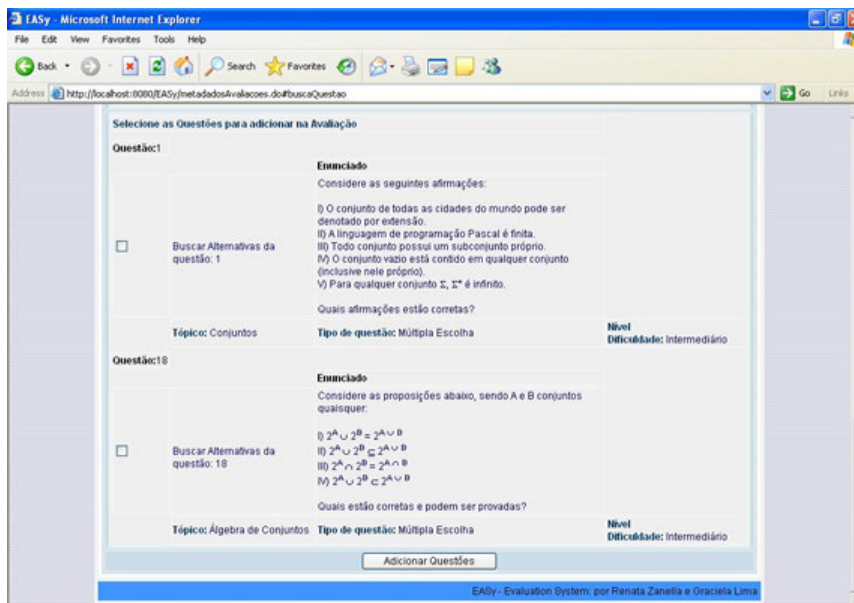 EASy - Microsoft Internet Explorer
File Edit View Favorites Tools Help
Back Search Favorites
Address http://localhost:8080/EASy/metadadosAvaliacoes.do#buscaQuestao Go Links
Selecione as Questões para adicionar na Avaliação
Questão:1
Enunciado
Considere as seguintes afirmações:
I) O conjunto de todas as cidades do mundo pode ser
denotado por extensão.
II) A linguagem de programação Pascal é finita.
III) Todo conjunto possui um subconjunto próprio.
IV) O conjunto vazio está contido em qualquer conjunto
(inclusive nele próprio).
V) Para qualquer conjunto Σ, Σ* é infinito.
Quais afirmações estão corretas?
Buscar Alternativas da
questão: 1
Tópico: Conjuntos Tipo de questão: Múltipla Escolha Nível
Dificuldade: Intermediário
Questão:18
Enunciado
Considere as proposições abaixo, sendo A e B conjuntos
quaisquer:
I) 2^A ∪ 2^B = 2^A ∪ B
II) 2^A ∪ 2^B ⊆ 2^A ∪ B
III) 2^A ∩ 2^B = 2^A ∩ B
IV) 2^A ∪ 2^B ⊂ 2^A ∪ B
Quais estão corretas e podem ser provadas?
Buscar Alternativas da
questão: 18
Tópico: Álgebra de Conjuntos Tipo de questão: Múltipla Escolha Nível
Dificuldade: Intermediário
Adicionar Questões
EASy - Evaluation System: por Renata Zanella e Graciela Lima